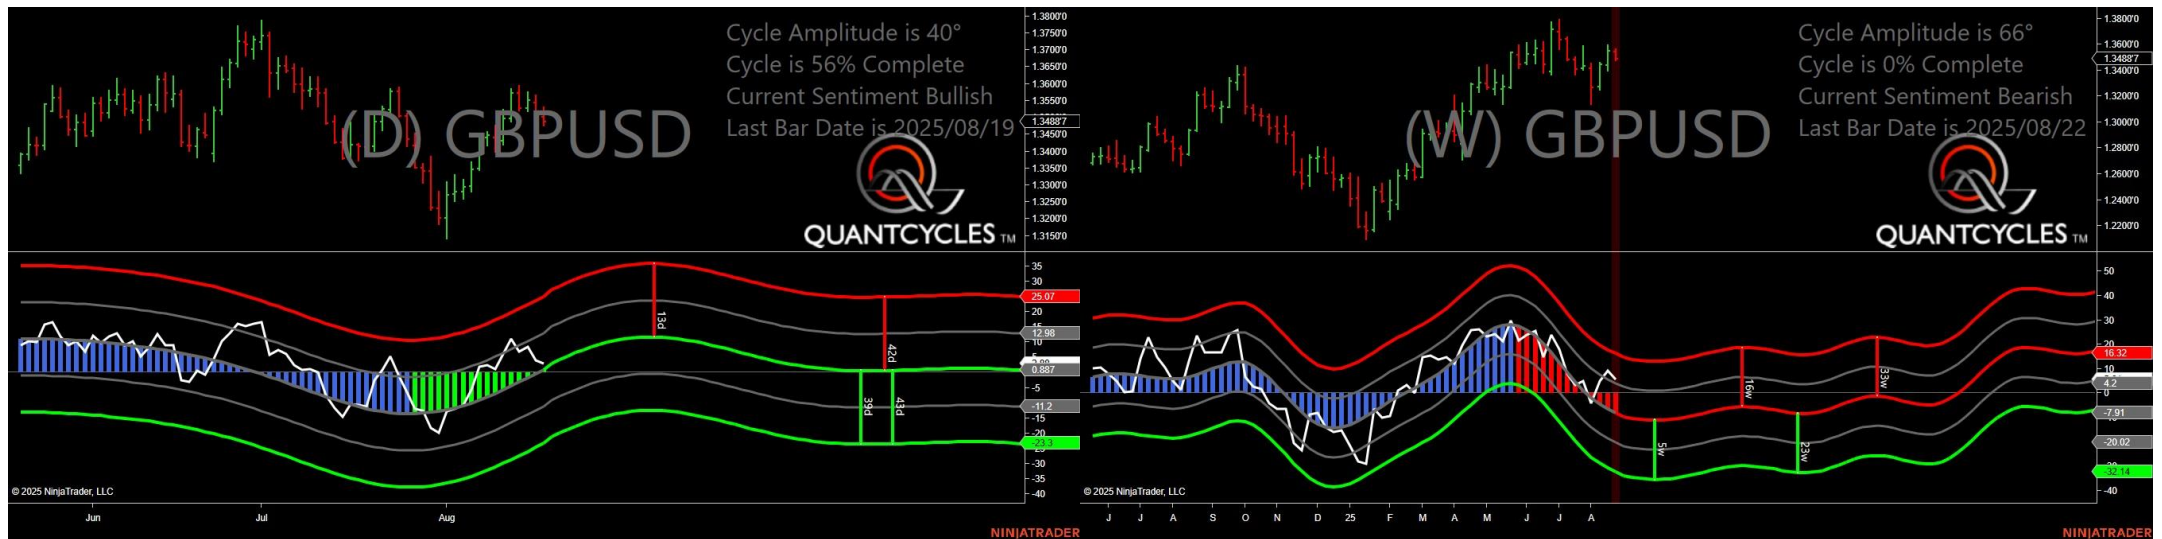 Cycle Amplitude is 40°
Cycle is 56% Complete
Current Sentiment Bullish
Last Bar Date is 2025/08/19
(D) GBPUSD
QUANTCYCLES TM
1.3800'0
1.3750'0
1.3700'0
1.3650'0
1.3600'0
1.3550'0
1.3488'7
1.3450'0
1.3400'0
1.3350'0
1.3300'0
1.3250'0
1.3200'0
1.3150'0
35
30
25.07
20
12.98
0.887
-5
-11.2
-15
-20
-23.3
-30
-35
-40
13d
42d
39d
43d
© 2025 NinjaTrader, LLC
Jun
Jul
Aug
NINJATRADER
Cycle Amplitude is 66°
Cycle is 0% Complete
Current Sentiment Bearish
Last Bar Date is 2025/08/22
(W) GBPUSD
QUANTCYCLES TM
1.3800'0
1.3600'0
1.3488'7
1.3400'0
1.3200'0
1.3000'0
1.2800'0
1.2600'0
1.2400'0
1.2200'0
50
40
30
20
16.32
10
4.2
0
-7.91
-20.02
-32.14
-40
5w
16w
23w
33w
© 2025 NinjaTrader, LLC
J J A S O N D 25 F M A M J J A
NINJATRADER